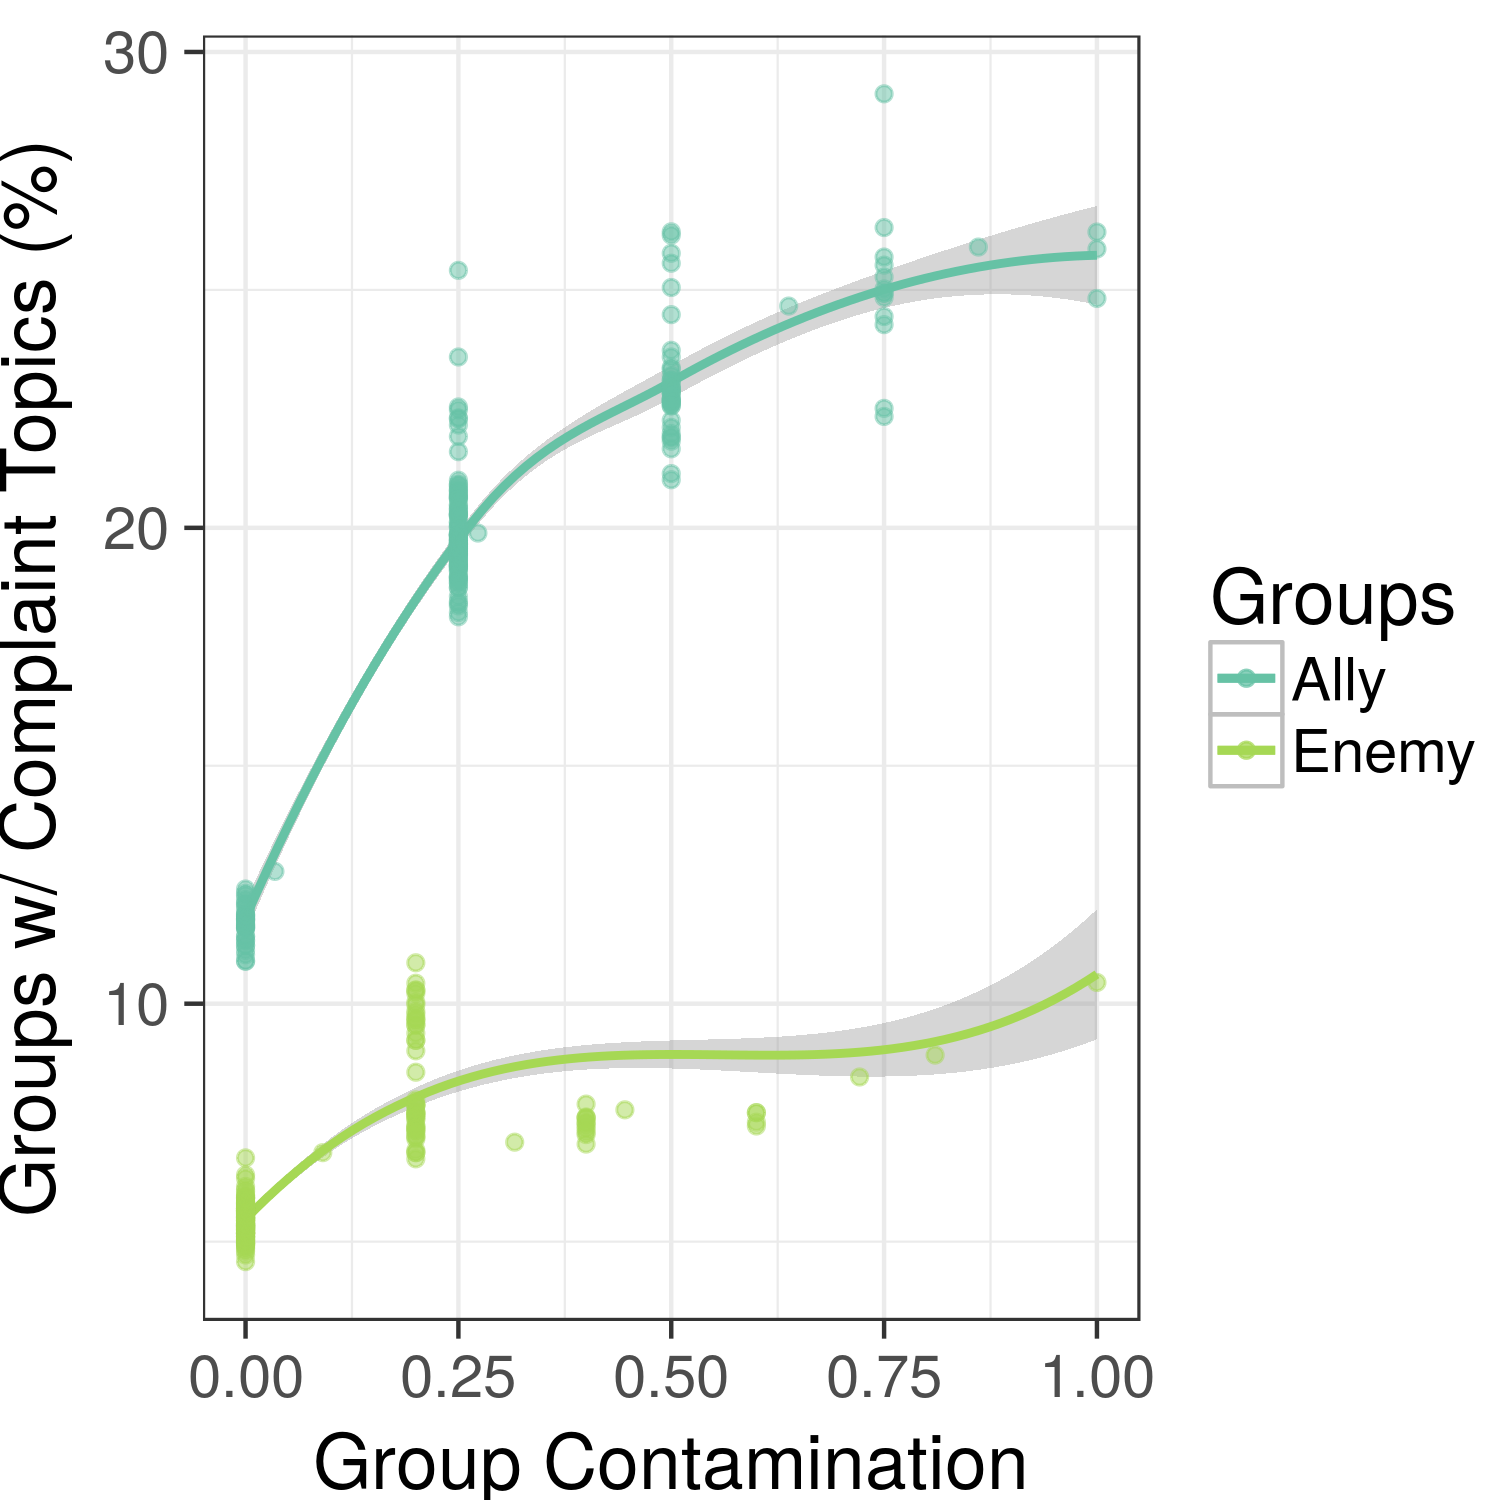 30
20
10
0.00 0.25 0.50 0.75 1.00
Group Contamination
Groups w/ Complaint Topics (%)
Groups
Ally
Enemy